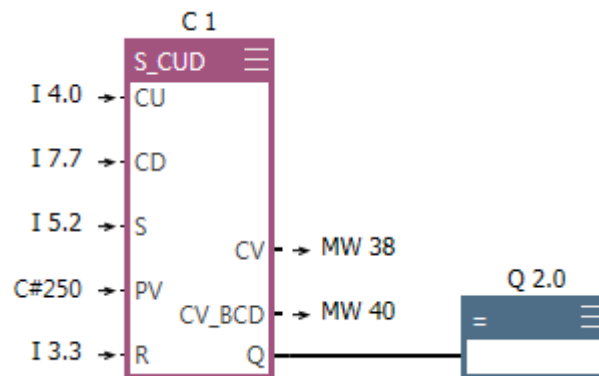 C 1
S_CUD
I 4.0 CU
I 7.7 CD
I 5.2 S
CV MW 38
C#250 PV
Q 2.0
CV_BCD MW 40
=
I 3.3 R Q